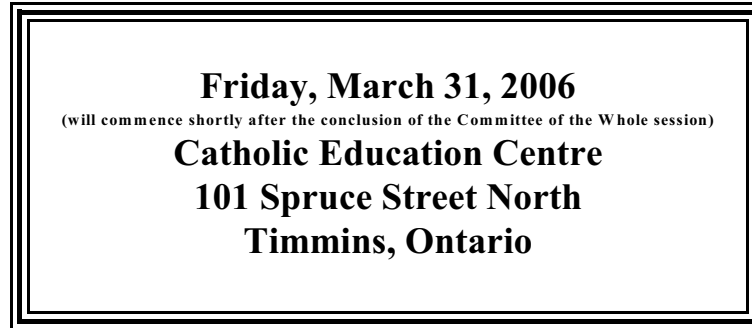 Friday, March 31, 2006
(will commence shortly after the conclusion of the Committee of the Whole session)
Catholic Education Centre
101 Spruce Street North
Timmins, Ontario